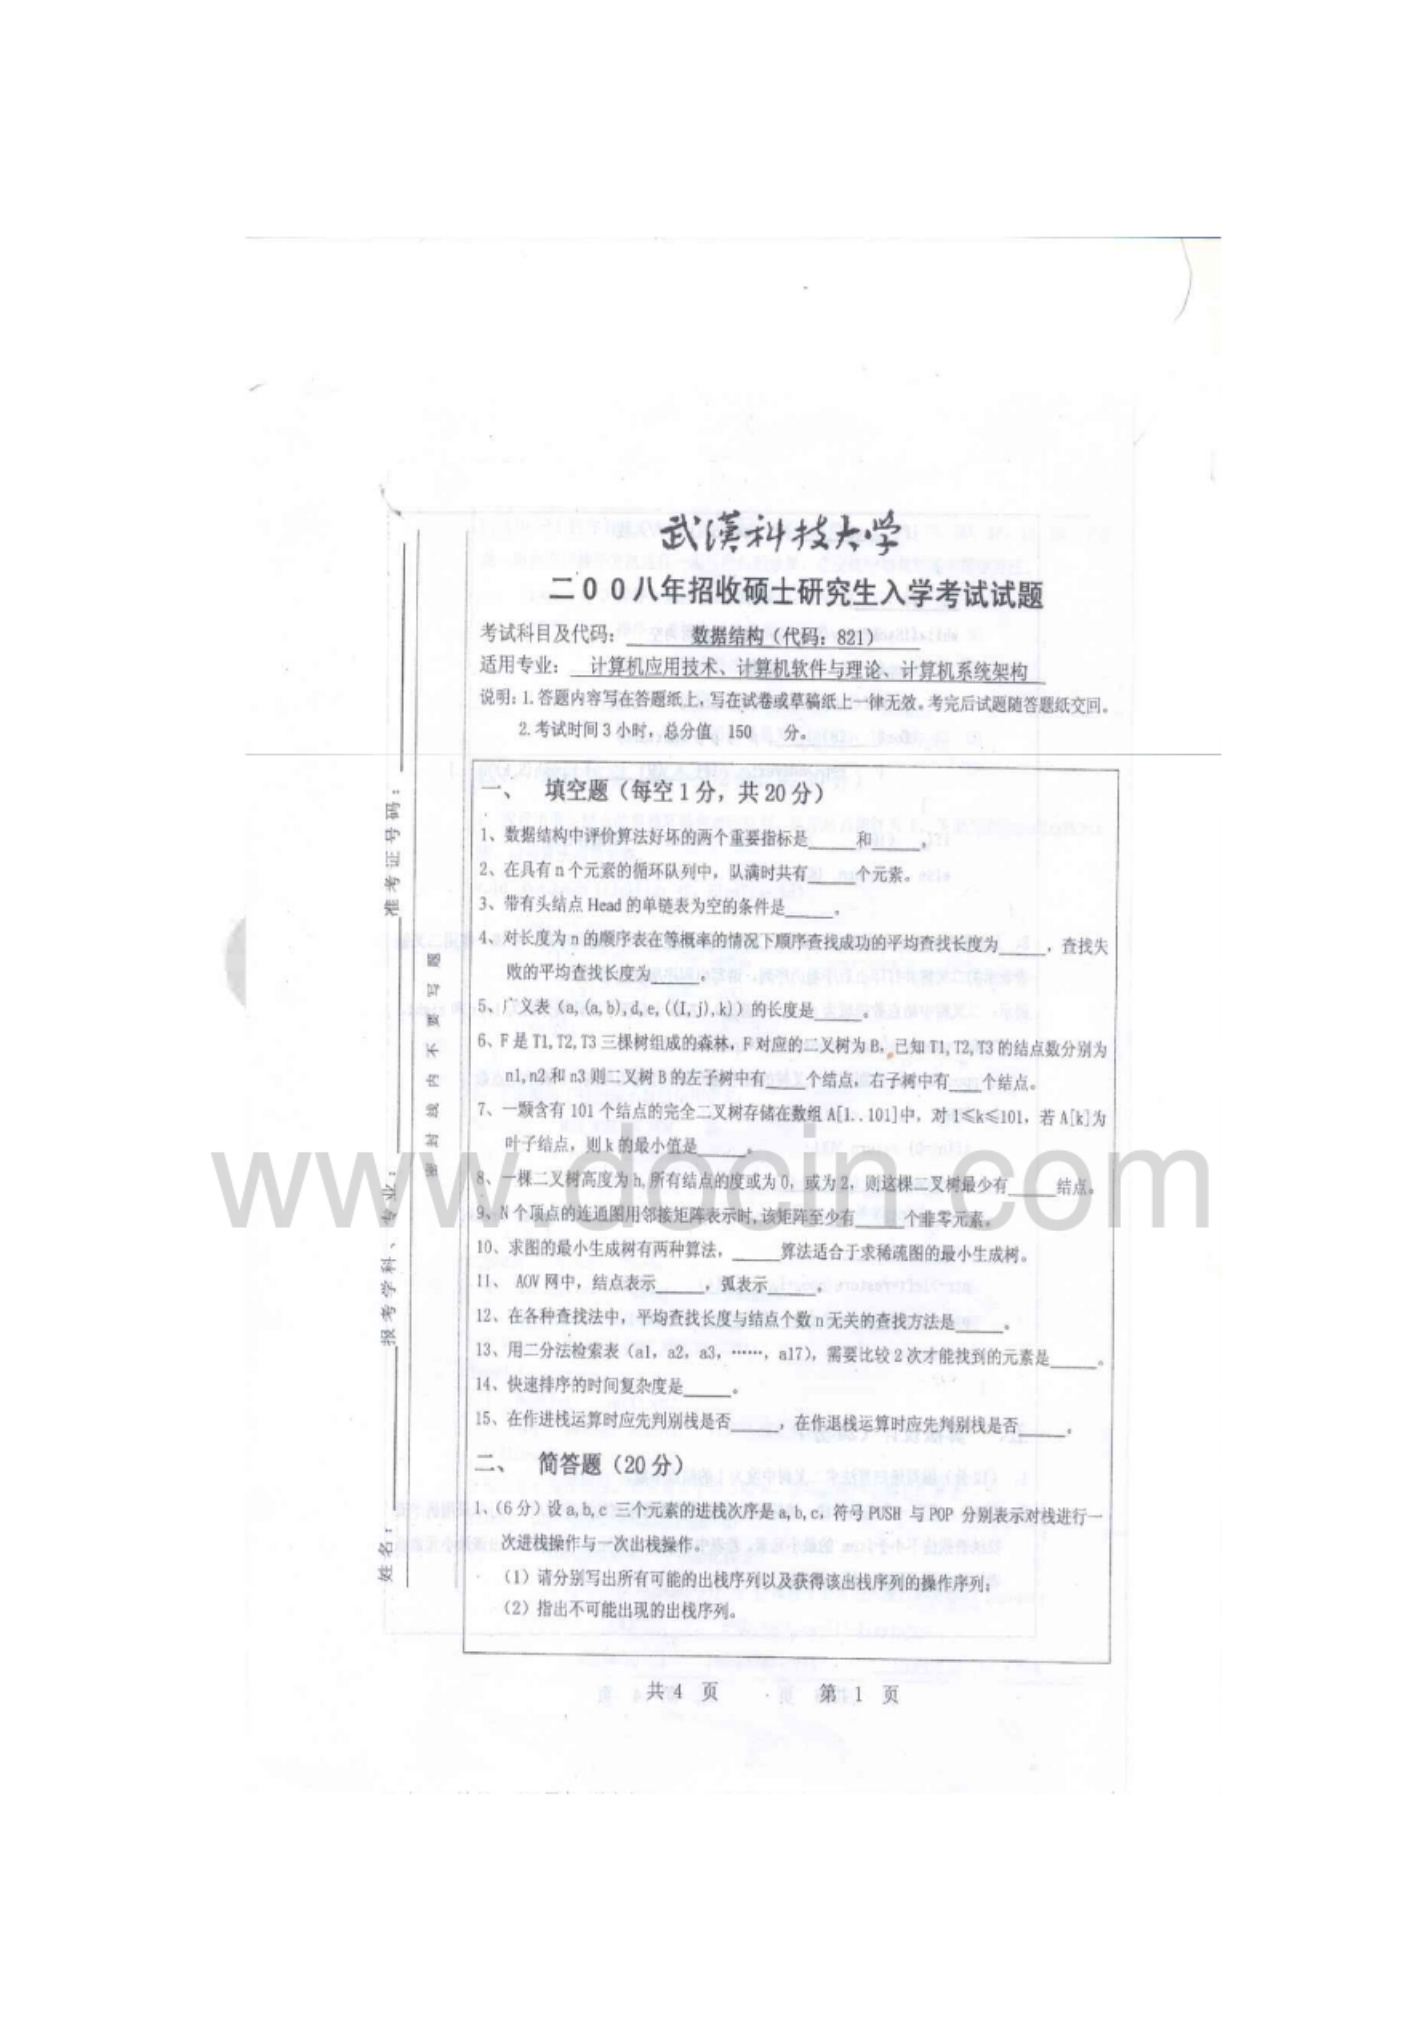 武漢科技大学
二００八年招收硕士研究生入学考试试题
考试科目及代码： 数据结构（代码：821）
适用专业： 计算机应用技术、计算机软件与理论、计算机系统架构
说明：1.答题内容写在答题纸上，写在试卷或草稿纸上一律无效。考完后试题随答题纸交回。
2.考试时间3小时，总分值 150 分。
一、 填空题（每空1分，共20分）
1、数据结构中评价算法好坏的两个重要指标是_____和_____。
2、在具有n个元素的循环队列中，队满时共有_____个元素。
3、带有头结点Head的单链表为空的条件是_____。
4、对长度为n的顺序表在等概率的情况下顺序查找成功的平均查找长度为_____，查找失
败的平均查找长度为_____。
5、广义表（a,(a,b),d,e,((I,j),k)）的长度是_____。
6、F是T1,T2,T3三棵树组成的森林，F对应的二叉树为B，已知T1,T2,T3的结点数分别为
n1,n2和n3则二叉树B的左子树中有____个结点，右子树中有____个结点。
7、一颗含有101个结点的完全二叉树存储在数组A[1..101]中，对1≤k≤101，若A[k]为
叶子结点，则k的最小值是_____。
8、一棵二叉树高度为h,所有结点的度或为0，或为2，则这棵二叉树最少有_____结点。
9、N个顶点的连通图用邻接矩阵表示时,该矩阵至少有_____个非零元素。
10、求图的最小生成树有两种算法，_____算法适合于求稀疏图的最小生成树。
11、 AOV网中，结点表示_____，弧表示_____。
12、在各种查找法中，平均查找长度与结点个数n无关的查找方法是_____。
13、用二分法检索表（a1，a2，a3，……，a17），需要比较2次才能找到的元素是_____。
14、快速排序的时间复杂度是_____。
15、在作进栈运算时应先判别栈是否_____，在作退栈运算时应先判别栈是否_____。
二、 简答题（20分）
1、（6分）设a,b,c 三个元素的进栈次序是a,b,c，符号PUSH 与POP 分别表示对栈进行一
次进栈操作与一次出栈操作。
（1）请分别写出所有可能的出栈序列以及获得该出栈序列的操作序列；
（2）指出不可能出现的出栈序列。
共 4 页 第 1 页
准考证号码：
报考学科、专业：
姓名：
密封线内不要写题
www.docin.com